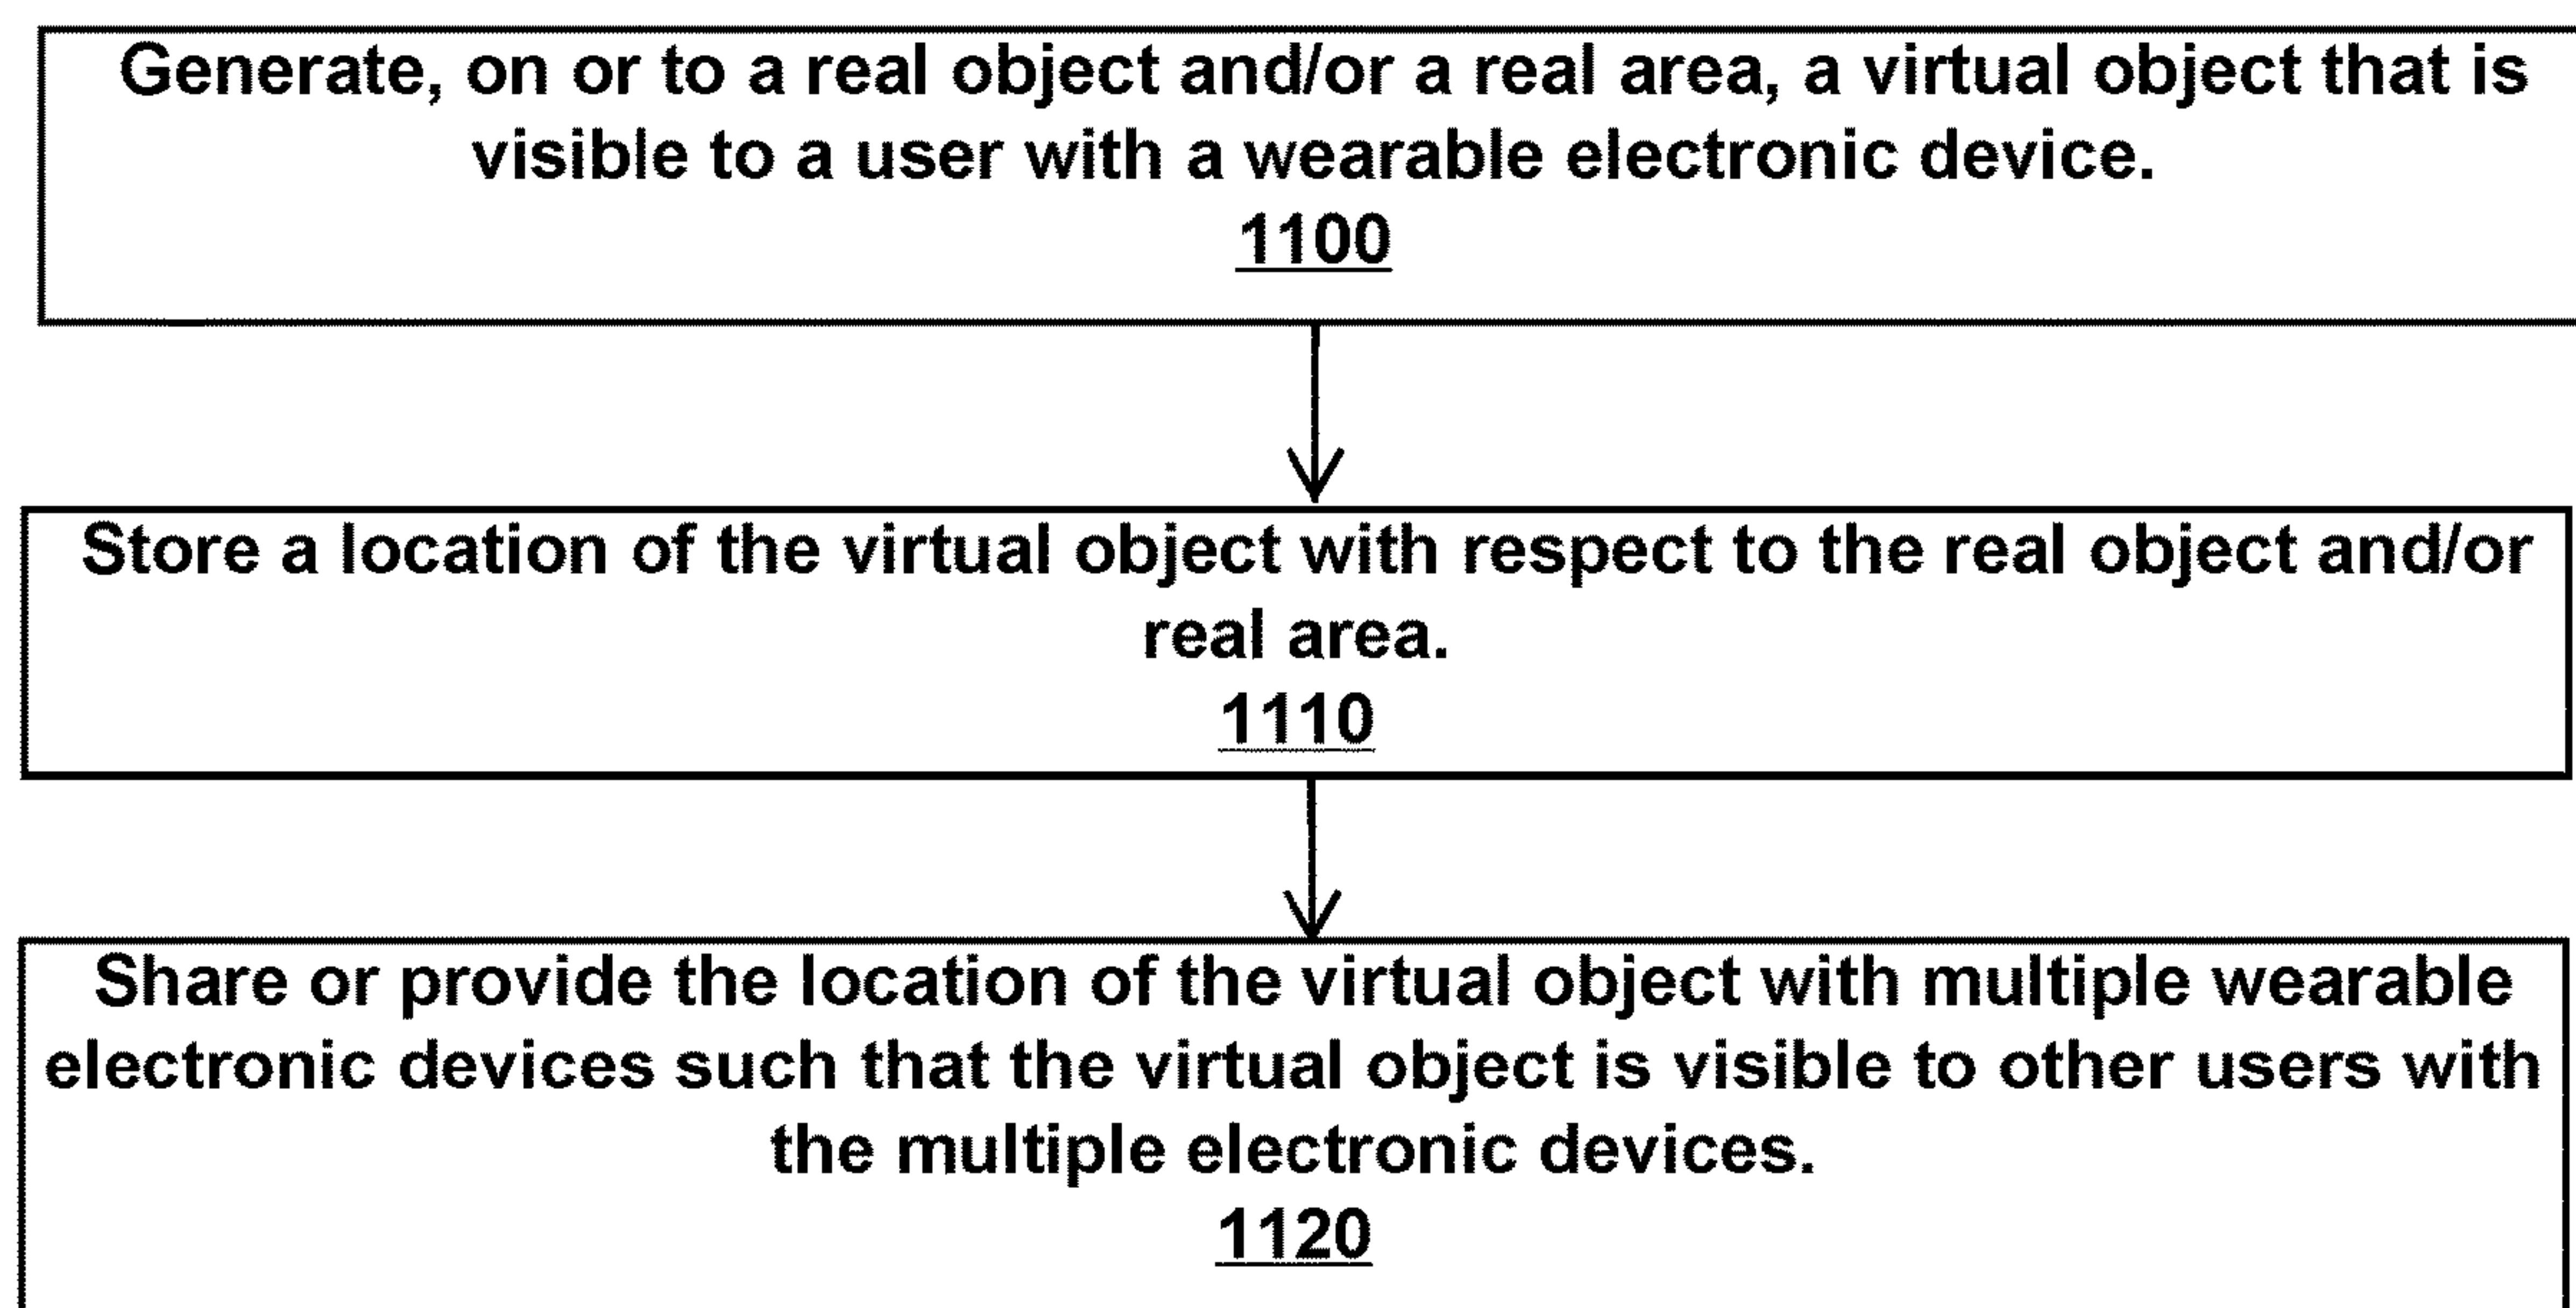 Generate, on or to a real object and/or a real area, a virtual object that is
visible to a user with a wearable electronic device.
1100
Store a location of the virtual object with respect to the real object and/or
real area.
1110
Share or provide the location of the virtual object with multiple wearable
electronic devices such that the virtual object is visible to other users with
the multiple electronic devices.
1120